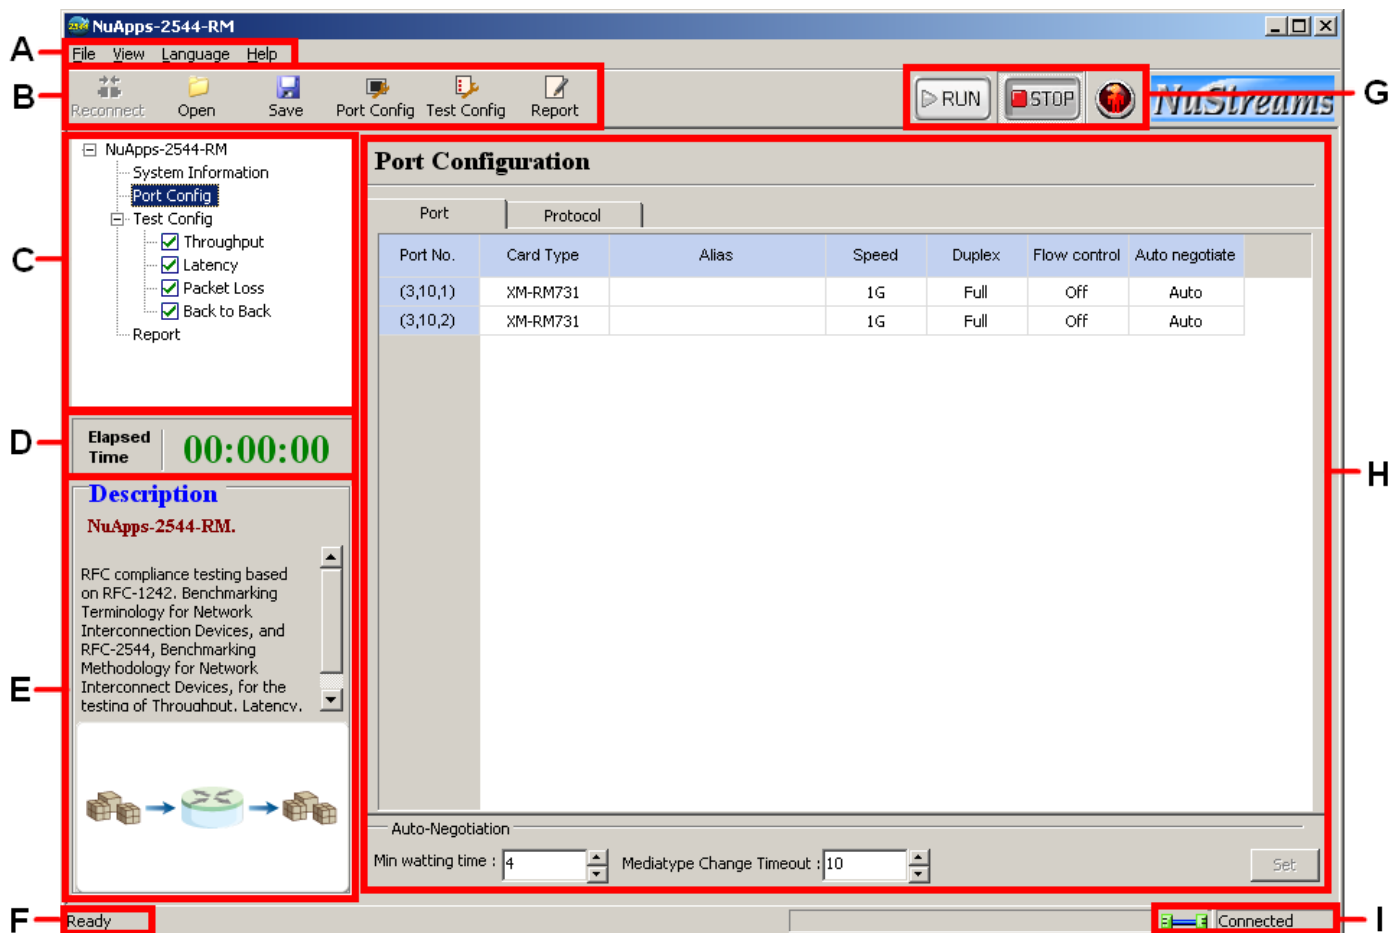 NuApps-2544-RM
A
File View Language Help
B
Reconnect Open Save Port Config Test Config Report
RUN STOP
NuStreams
G
C
NuApps-2544-RM
System Information
Port Config
Test Config
Throughput
Latency
Packet Loss
Back to Back
Report
D
Elapsed
Time
00:00:00
E
Description
NuApps-2544-RM.
RFC compliance testing based
on RFC-1242. Benchmarking
Terminology for Network
Interconnection Devices, and
RFC-2544, Benchmarking
Methodology for Network
Interconnect Devices, for the
testing of Throughput, Latency,
H
Port Configuration
Port Protocol
Port No. Card Type Alias Speed Duplex Flow control Auto negotiate
(3,10,1) XM-RM731 1G Full Off Auto
(3,10,2) XM-RM731 1G Full Off Auto
Auto-Negotiation
Min watting time : 4 Mediatype Change Timeout : 10 Set
F
Ready
Connected
I